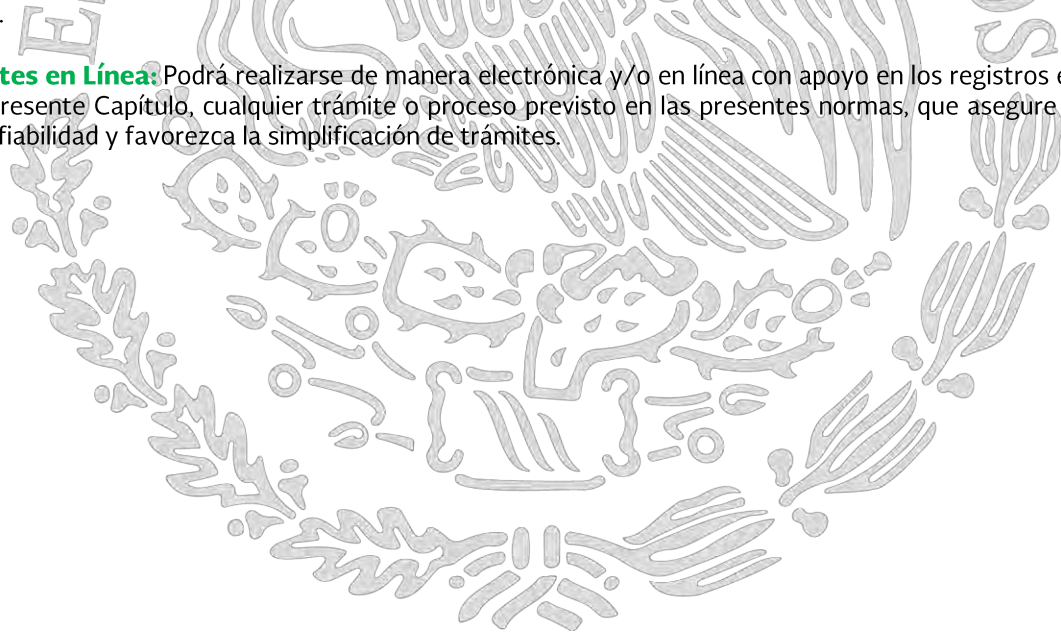 .
E
S
tes en Línea: Podrá realizarse de manera electrónica y/o en línea con apoyo en los registros e
resente Capítulo, cualquier trámite o proceso previsto en las presentes normas, que asegure
fiabilidad y favorezca la simplificación de trámites.